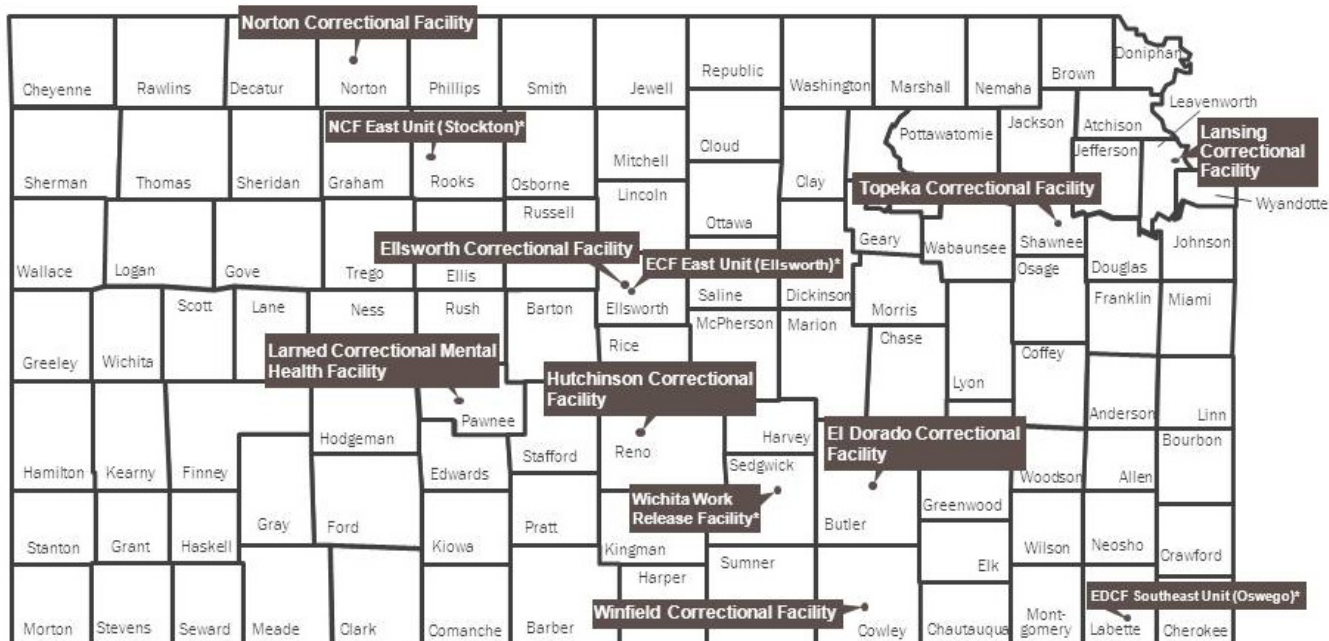 Norton Correctional Facility
Cheyenne
Rawlins
Decatur
Norton
Phillips
Smith
Jewell
Republic
Washington
Marshall
Nemaha
Brown
Doniphan
Leavenworth
NCF East Unit (Stockton)*
Mitchell
Cloud
Pottawatomie
Jackson
Atchison
Jefferson
Lansing
Correctional
Facility
Sherman
Thomas
Sheridan
Graham
Rooks
Osborne
Lincoln
Clay
Topeka Correctional Facility
Wyandotte
Russell
Ottawa
Ellsworth Correctional Facility
ECF East Unit (Ellsworth)*
Geary
Wabaunsee
Shawnee
Johnson
Wallace
Logan
Gove
Trego
Ellis
Osage
Douglas
Scott
Lane
Ness
Rush
Barton
Ellsworth
Saline
Dickinson
Morris
Franklin
Miami
McPherson
Marion
Chase
Greeley
Wichita
Rice
Coffey
Larned Correctional Mental
Health Facility
Hutchinson Correctional
Facility
Lyon
Pawnee
Anderson
Linn
Hodgeman
Harvey
El Dorado Correctional
Facility
Bourbon
Hamilton
Kearny
Finney
Edwards
Stafford
Reno
Sedgwick
Woodson
Allen
Wichita Work
Release Facility*
Greenwood
Gray
Ford
Pratt
Butler
Stanton
Grant
Haskell
Kiowa
Kingman
Wilson
Neosho
Crawford
Harper
Sumner
Elk
Winfield Correctional Facility
EDCF Southeast Unit (Oswego)*
Morton
Stevens
Seward
Meade
Clark
Comanche
Barber
Cowley
Chautauqua
Mont-
gomery
Labette
Cherokee